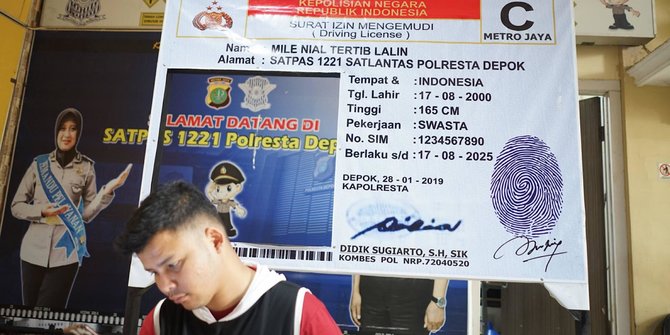 KEPOLISIAN NEGARA
REPUBLIK INDONESIA
SURAT IZIN MENGEMUDI
( Driving License )
C
METRO JAYA
Nama : MILE NIAL TERTIB LALIN
Alamat : SATPAS 1221 SATLANTAS POLRESTA DEPOK
Tempat & : INDONESIA
Tgl. Lahir : 17 - 08 - 2000
Tinggi : 165 CM
Pekerjaan : SWASTA
No. SIM : 1234567890
Berlaku s/d : 17 - 08 - 2025
DEPOK, 28 - 01 - 2019
KAPOLRESTA
DIDIK SUGIARTO, S.H, SIK
KOMBES POL NRP.72040520
LAMAT DATANG DI
SATPAS 1221 Polresta Depo